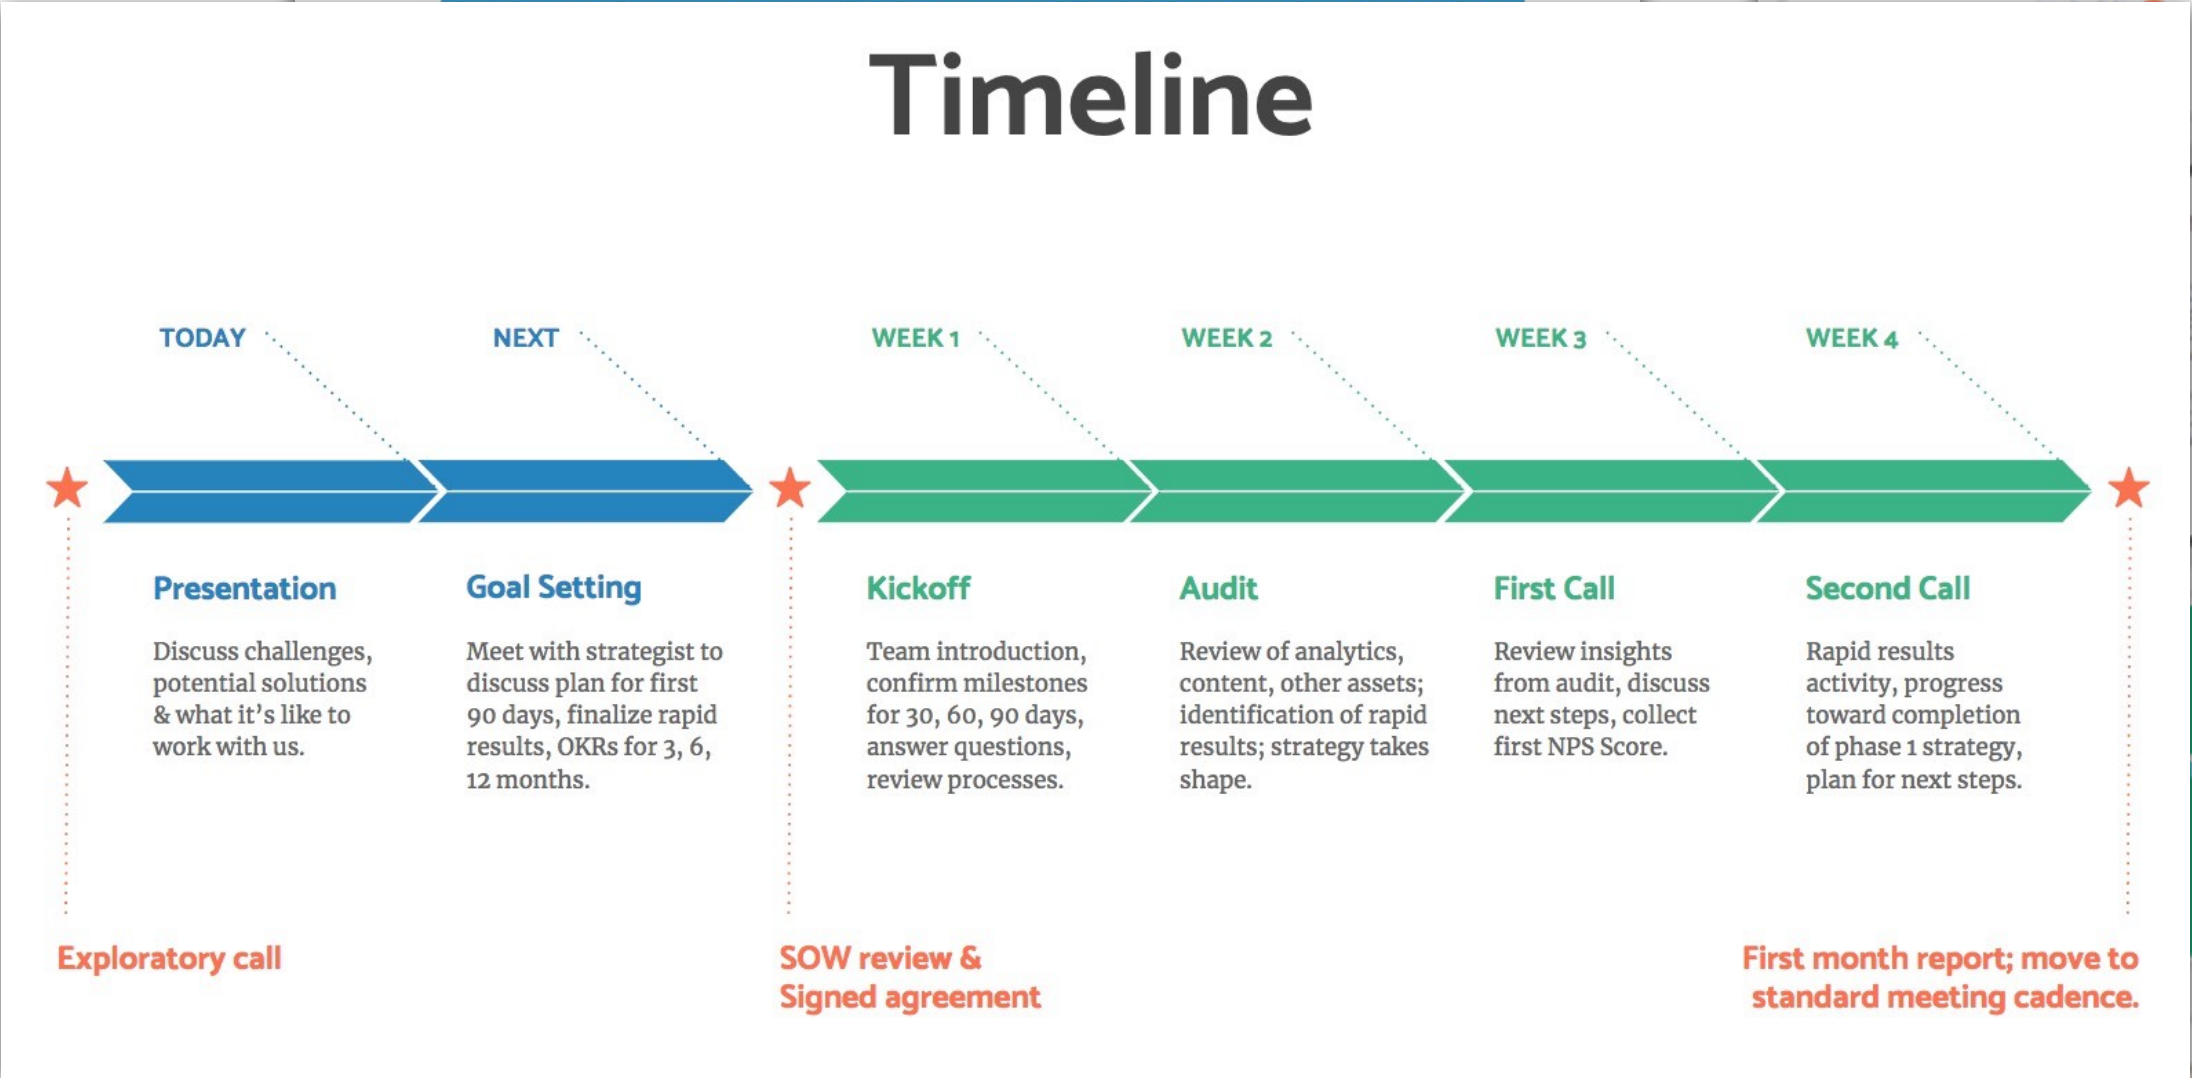 Timeline
TODAY
NEXT
WEEK 1
WEEK 2
WEEK 3
WEEK 4
Presentation
Discuss challenges,
potential solutions
& what it’s like to
work with us.
Goal Setting
Meet with strategist to
discuss plan for first
90 days, finalize rapid
results, OKRs for 3, 6,
12 months.
Kickoff
Team introduction,
confirm milestones
for 30, 60, 90 days,
answer questions,
review processes.
Audit
Review of analytics,
content, other assets;
identification of rapid
results; strategy takes
shape.
First Call
Review insights
from audit, discuss
next steps, collect
first NPS Score.
Second Call
Rapid results
activity, progress
toward completion
of phase 1 strategy,
plan for next steps.
Exploratory call
SOW review &
Signed agreement
First month report; move to
standard meeting cadence.